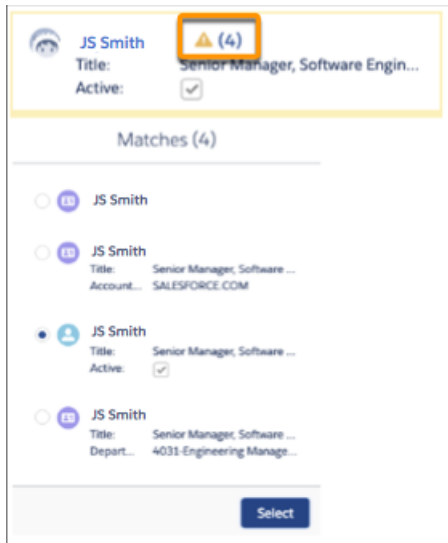 JS Smith (4)
Title: Senior Manager, Software Engin...
Active:
Matches (4)
JS Smith
JS Smith
Title: Senior Manager, Software ...
Account... SALESFORCE.COM
JS Smith
Title: Senior Manager, Software ...
Active:
JS Smith
Title: Senior Manager, Software ...
Depart... 4031-Engineering Manage...
Select